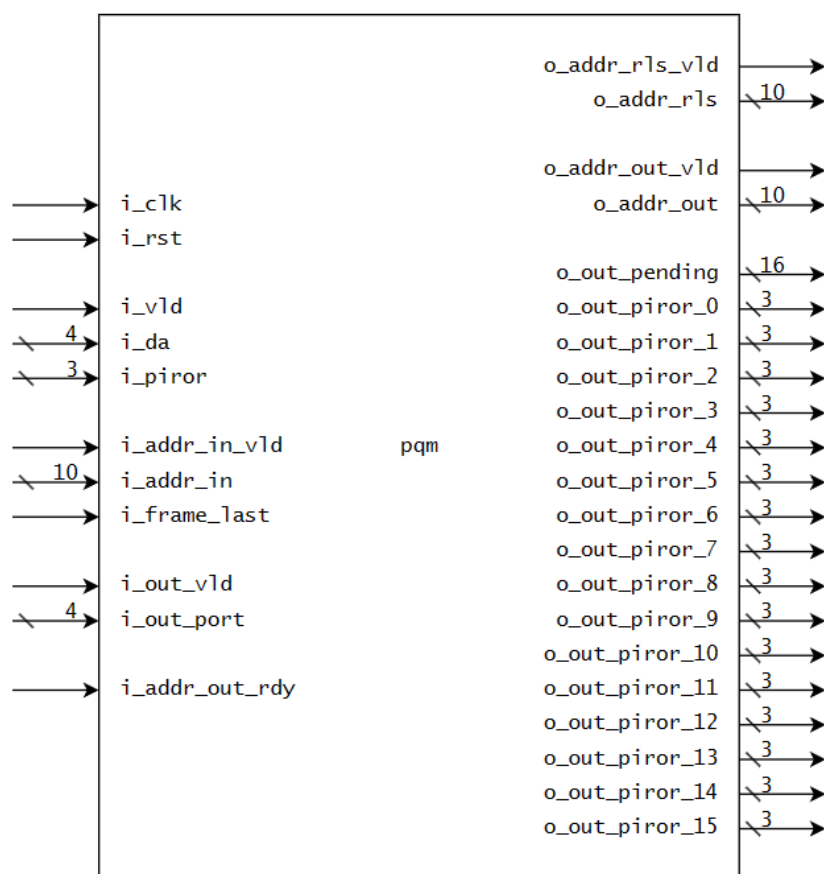 o_addr_rls_vld
o_addr_rls 10
o_addr_out_vld
i_clk o_addr_out 10
i_rst
o_out_pending 16
i_vld o_out_piror_0 3
4 i_da o_out_piror_1 3
3 i_piror o_out_piror_2 3
o_out_piror_3 3
i_addr_in_vld pqm o_out_piror_4 3
10 i_addr_in o_out_piror_5 3
i_frame_last o_out_piror_6 3
o_out_piror_7 3
i_out_vld o_out_piror_8 3
4 i_out_port o_out_piror_9 3
o_out_piror_10 3
i_addr_out_rdy o_out_piror_11 3
o_out_piror_12 3
o_out_piror_13 3
o_out_piror_14 3
o_out_piror_15 3